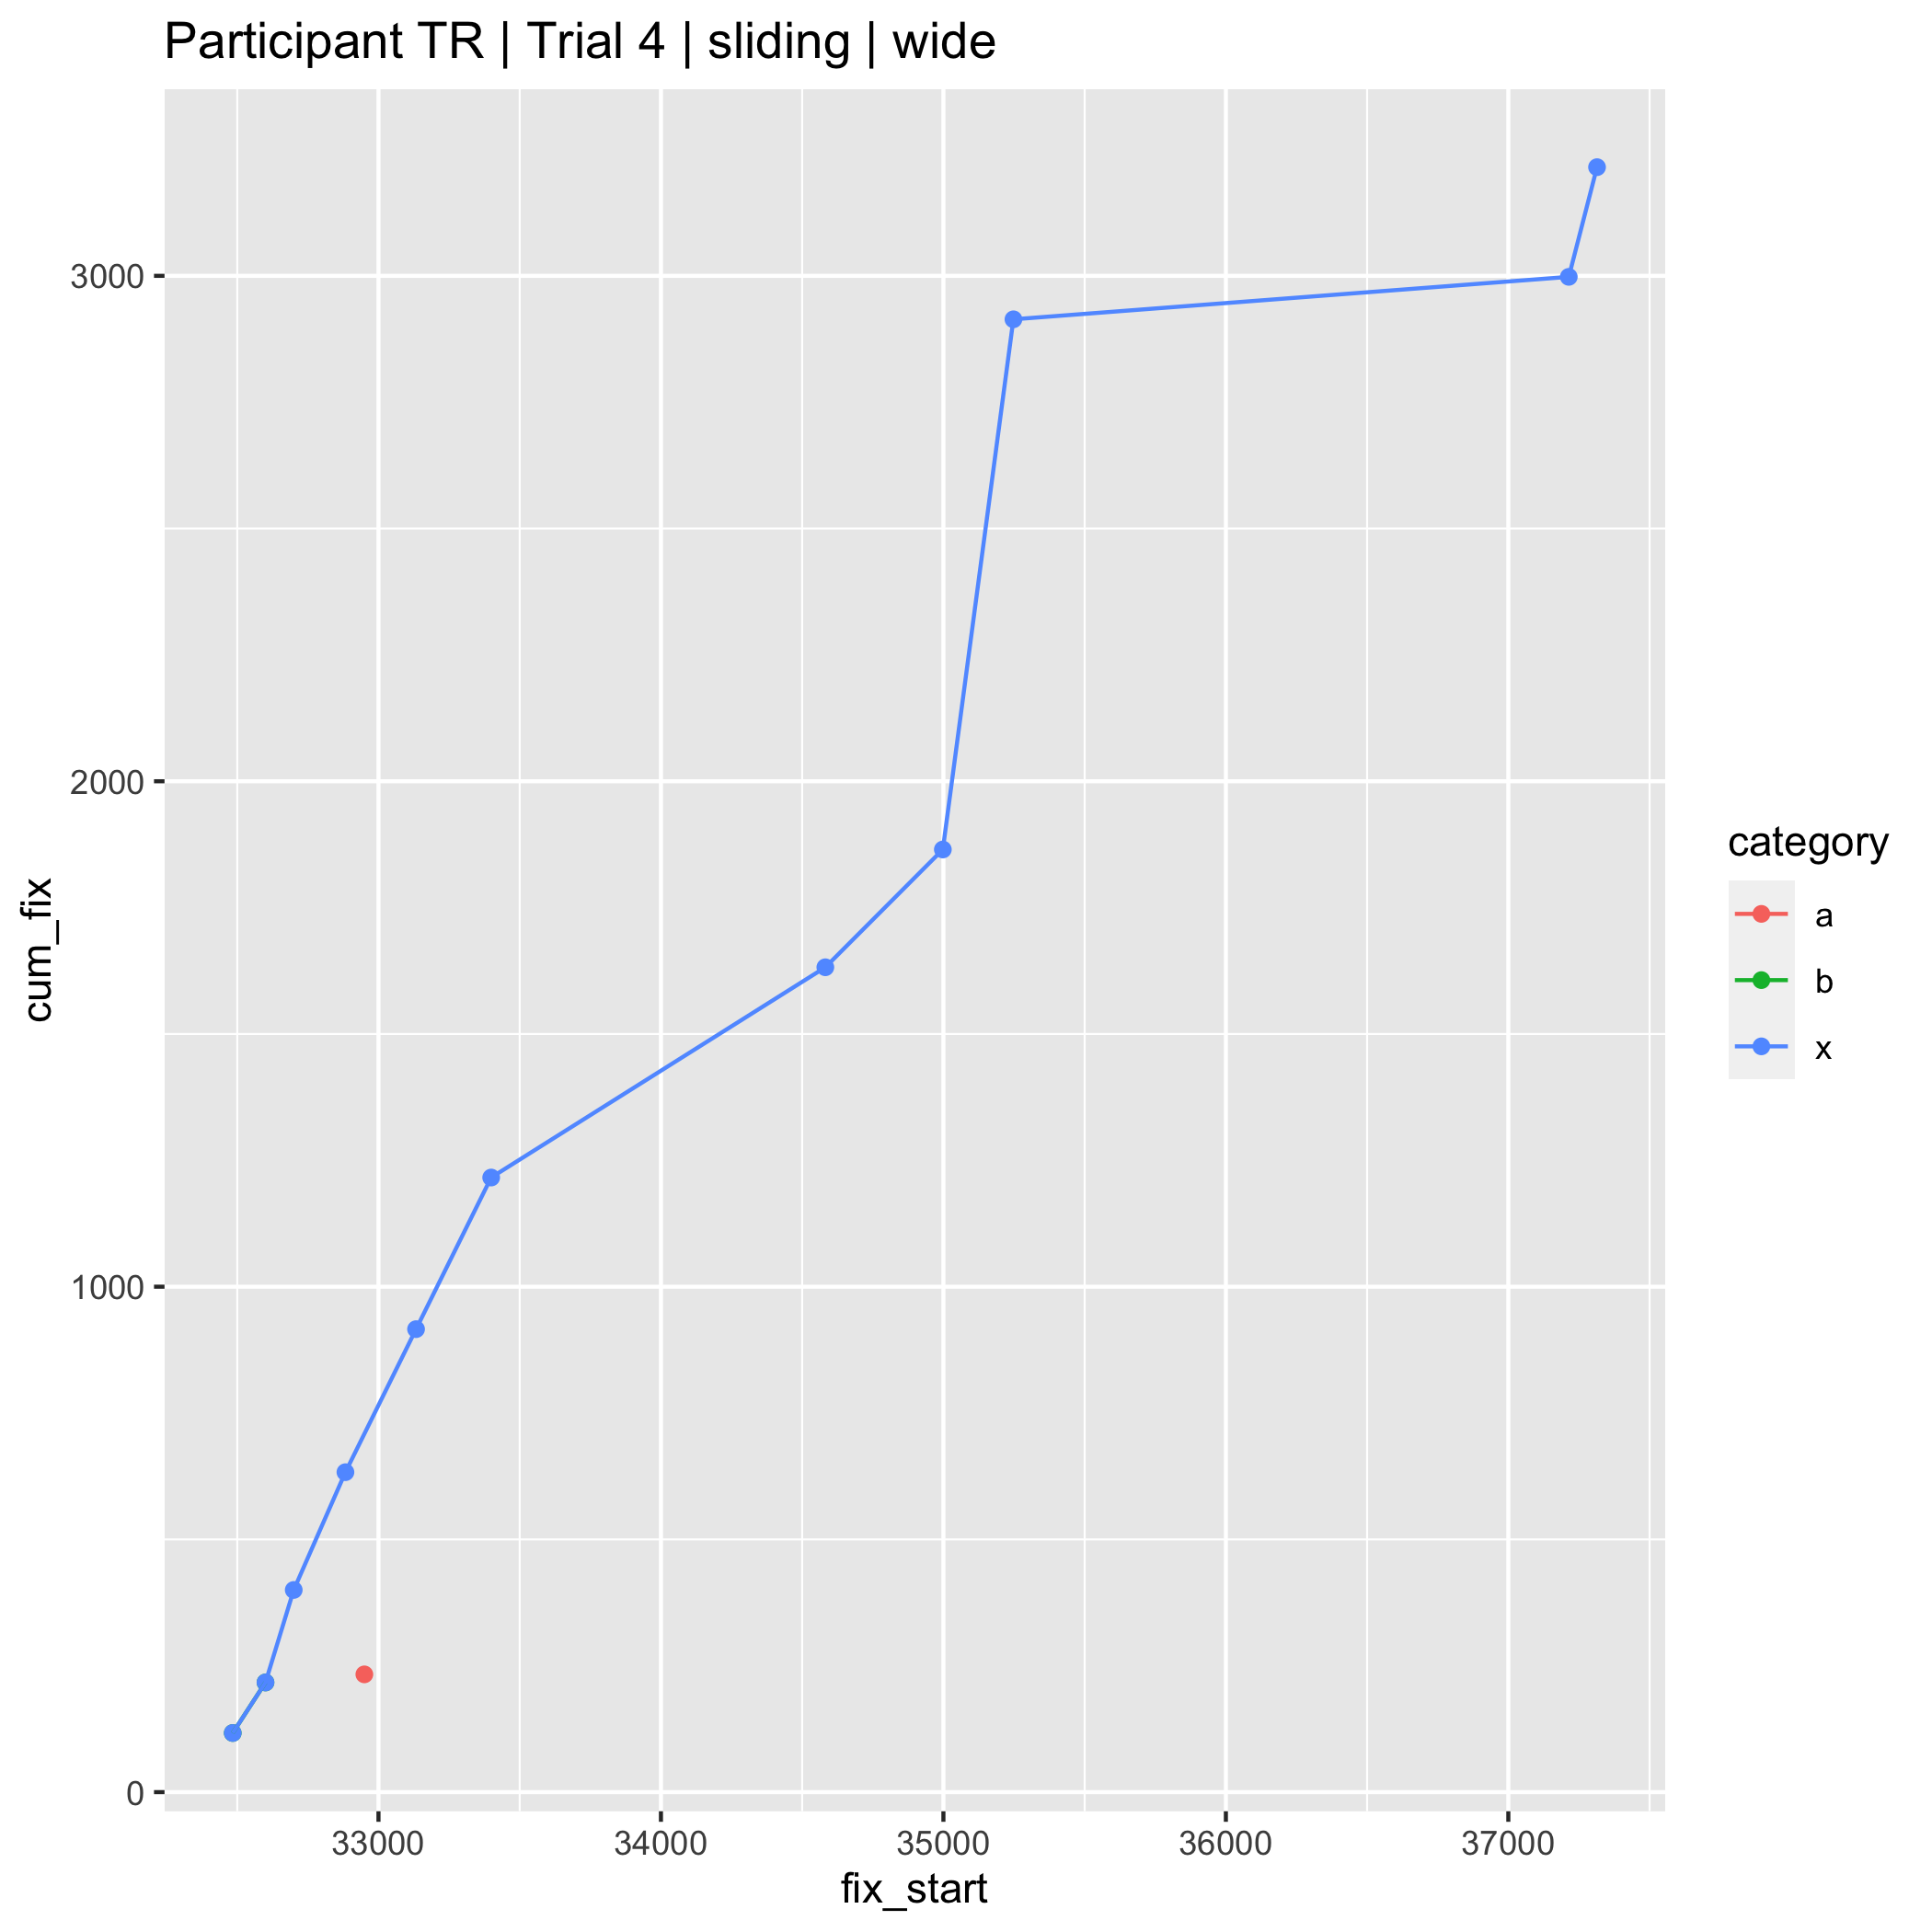 Participant TR | Trial 4 | sliding | wide
3000
2000
1000
0
cum_fix
33000 34000 35000 36000 37000
fix_start
category
a
b
x